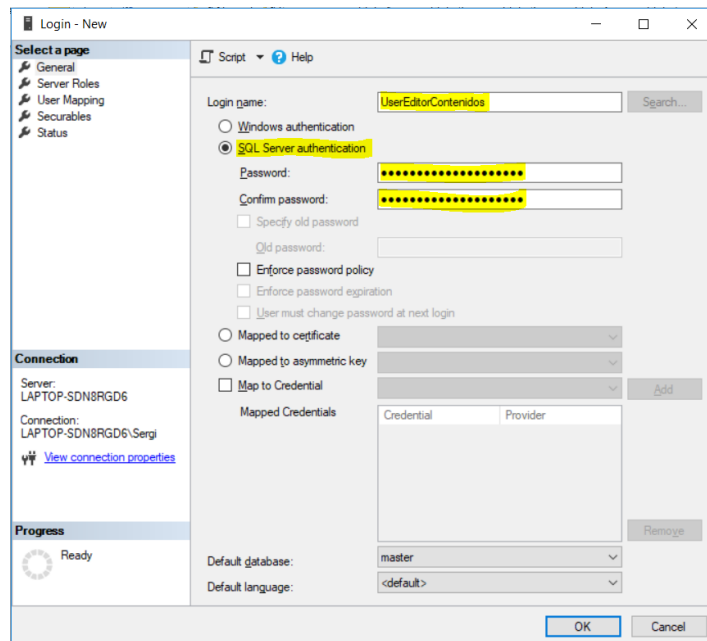 Login - New
Select a page
General
Server Roles
User Mapping
Securables
Status
Script
Help
Login name:
UserEditorContenidos
Search...
Windows authentication
SQL Server authentication
Password:
●●●●●●●●●●●●●●●●●●●●
Confirm password:
●●●●●●●●●●●●●●●●●●●●
Specify old password
Old password:
Enforce password policy
Enforce password expiration
User must change password at next login
Mapped to certificate
Mapped to asymmetric key
Map to Credential
Add
Mapped Credentials
Credential Provider
Remove
Default database:
master
Default language:
<default>
Connection
Server:
LAPTOP-SDN8RGD6
Connection:
LAPTOP-SDN8RGD6\Sergi
View connection properties
Progress
Ready
OK
Cancel